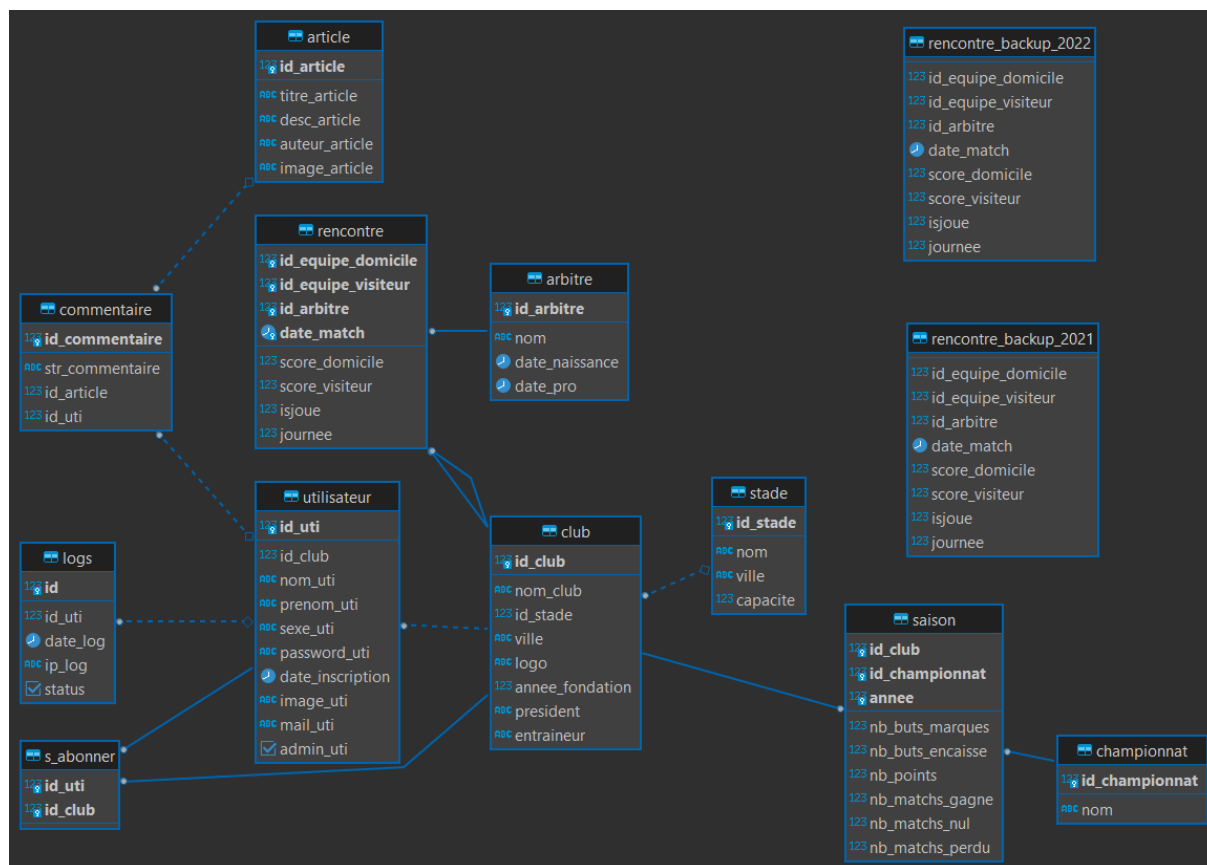 article
id_article
titre_article
desc_article
auteur_article
image_article
rencontre_backup_2022
id_equipe_domicile
id_equipe_visiteur
id_arbitre
date_match
score_domicile
score_visiteur
isjoue
journee
rencontre
id_equipe_domicile
id_equipe_visiteur
id_arbitre
date_match
score_domicile
score_visiteur
isjoue
journee
arbitre
id_arbitre
nom
date_naissance
date_pro
commentaire
id_commentaire
str_commentaire
id_article
id_uti
rencontre_backup_2021
id_equipe_domicile
id_equipe_visiteur
id_arbitre
date_match
score_domicile
score_visiteur
isjoue
journee
utilisateur
id_uti
id_club
nom_uti
prenom_uti
sexe_uti
password_uti
date_inscription
image_uti
mail_uti
admin_uti
stade
id_stade
nom
ville
capacite
club
id_club
nom_club
id_stade
ville
logo
annee_fondation
president
entraineur
logs
id
id_uti
date_log
ip_log
status
saison
id_club
id_championnat
annee
nb_buts_marques
nb_buts_encaisse
nb_points
nb_matchs_gagne
nb_matchs_nul
nb_matchs_perdu
s_abonner
id_uti
id_club
championnat
id_championnat
nom